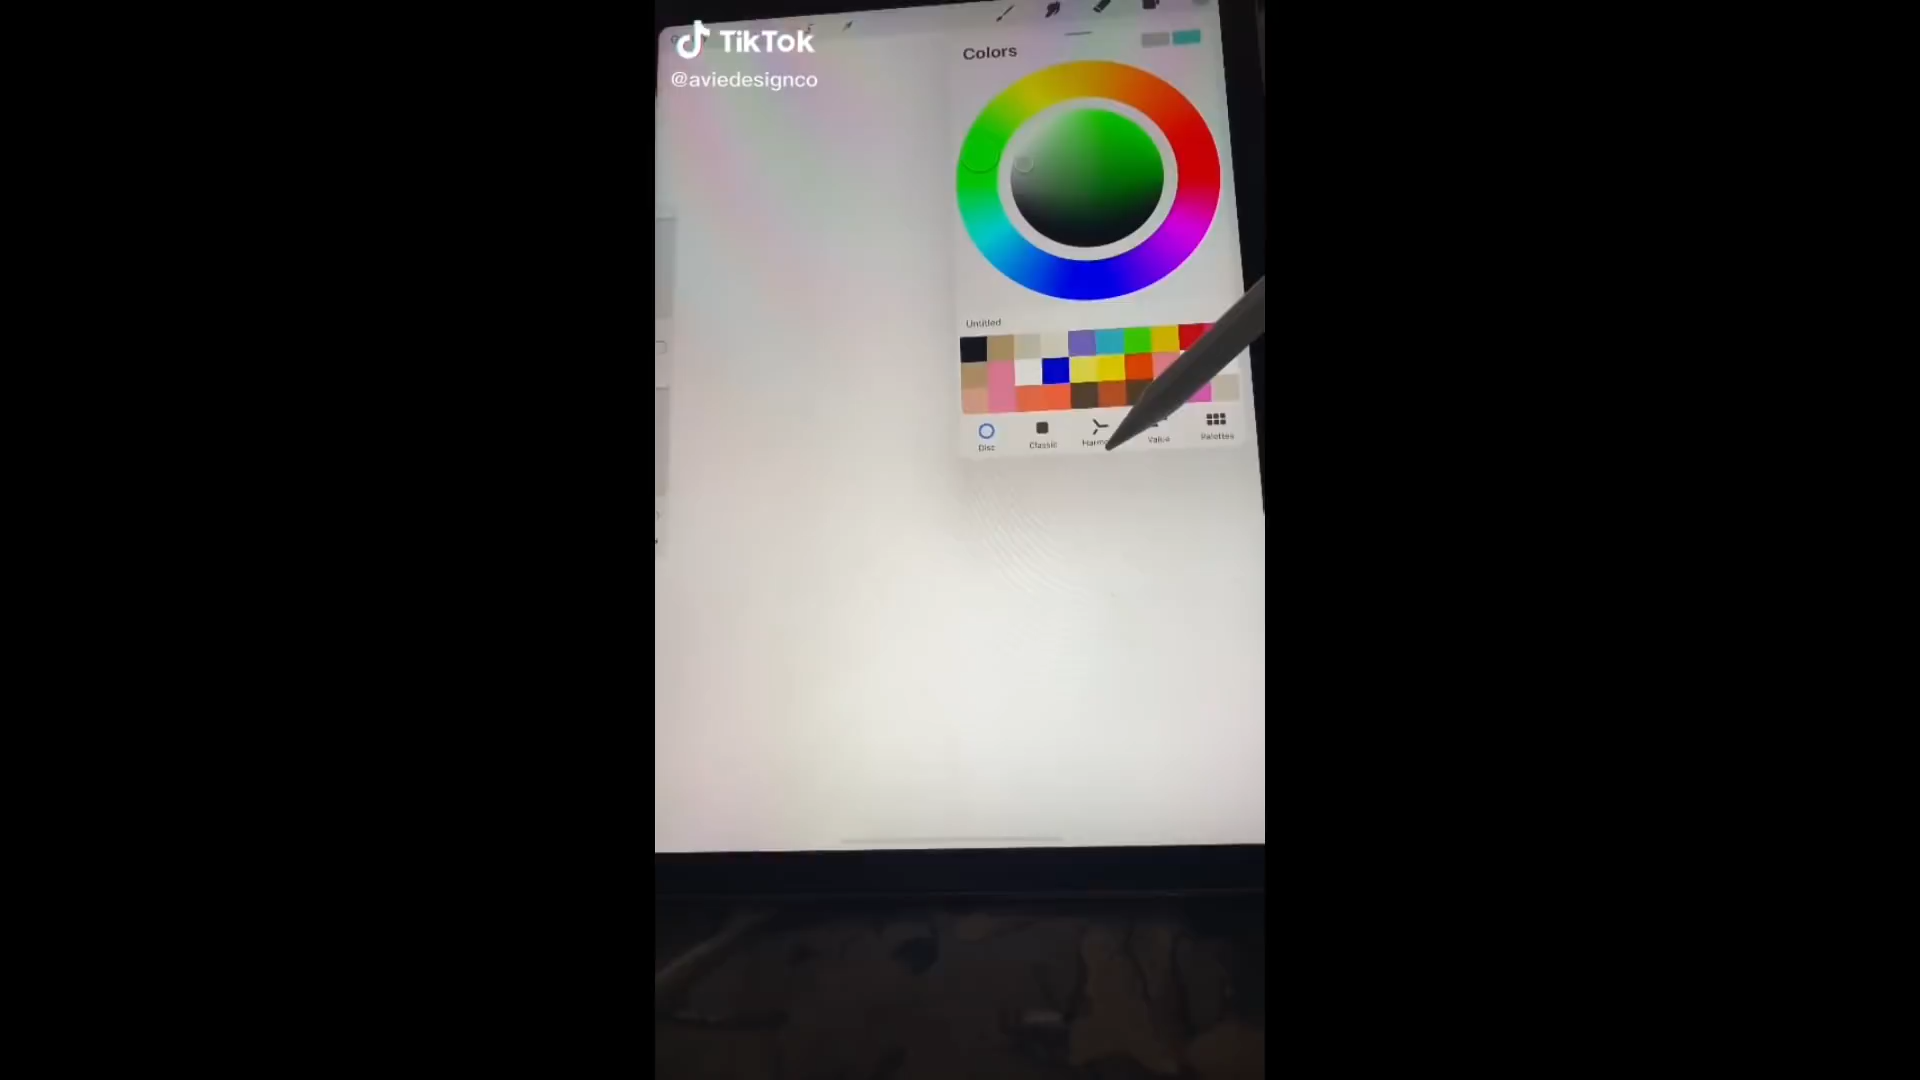 TikTok
@aviedesignco
Colors
Untitled
Disc
Classic
Value
Palettes